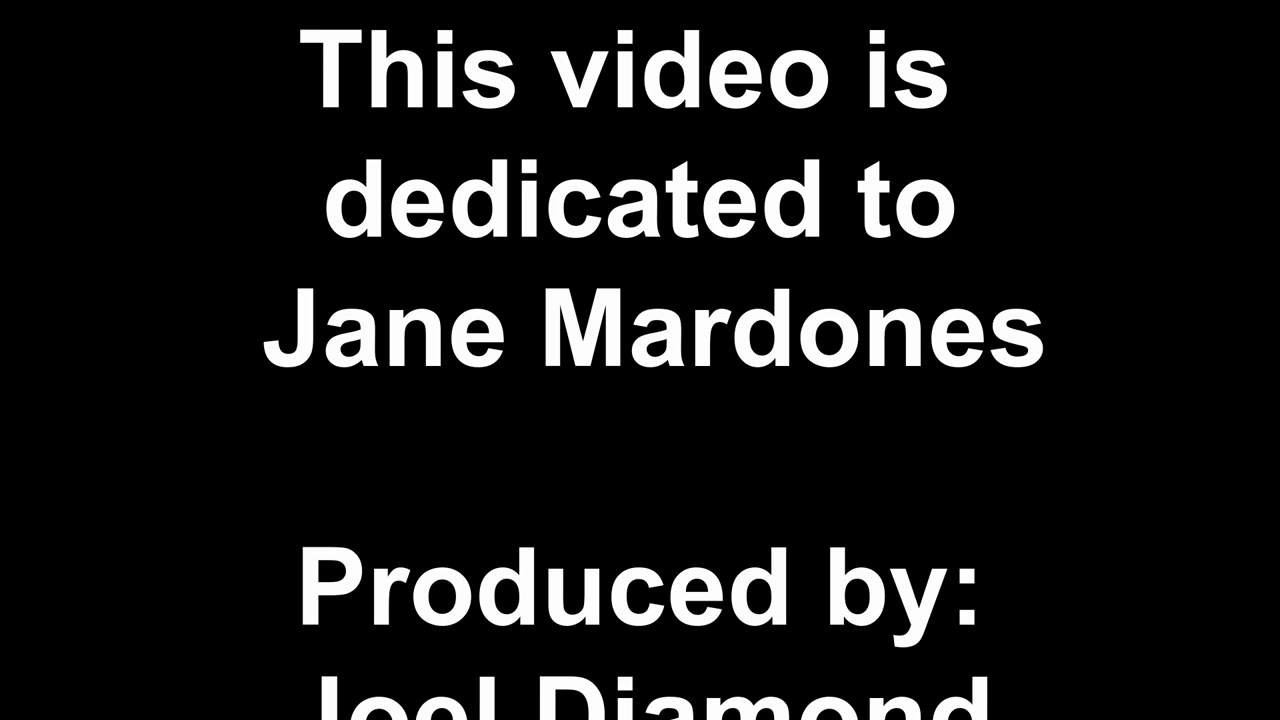 This video is
dedicated to
Jane Mardones
Produced by:
Joel Diamond